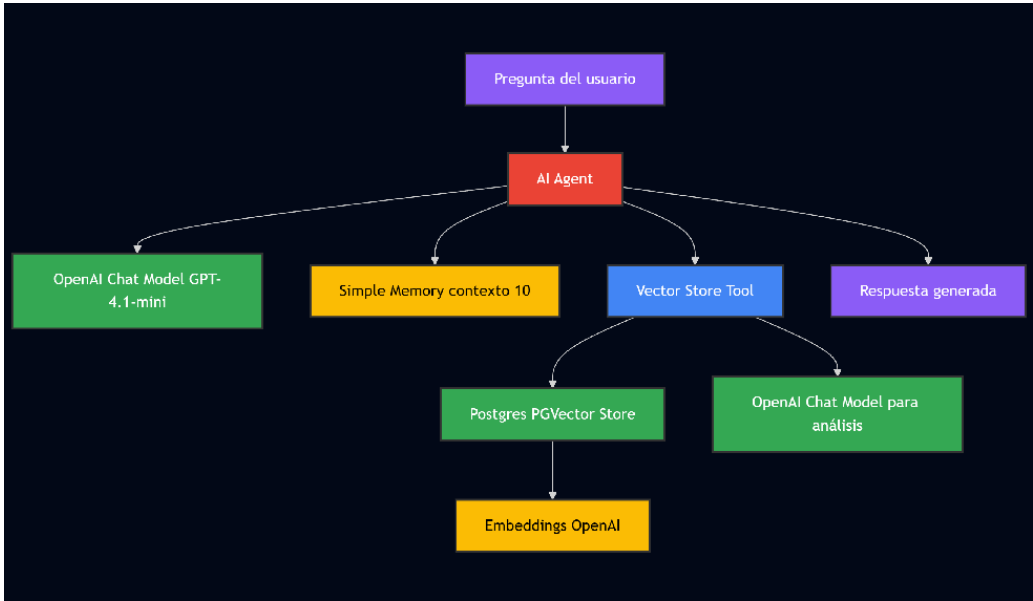 Pregunta del usuario
AI Agent
OpenAI Chat Model GPT-
4.1-mini
Simple Memory contexto 10
Vector Store Tool
Respuesta generada
Postgres PGVector Store
OpenAI Chat Model para
análisis
Embeddings OpenAI